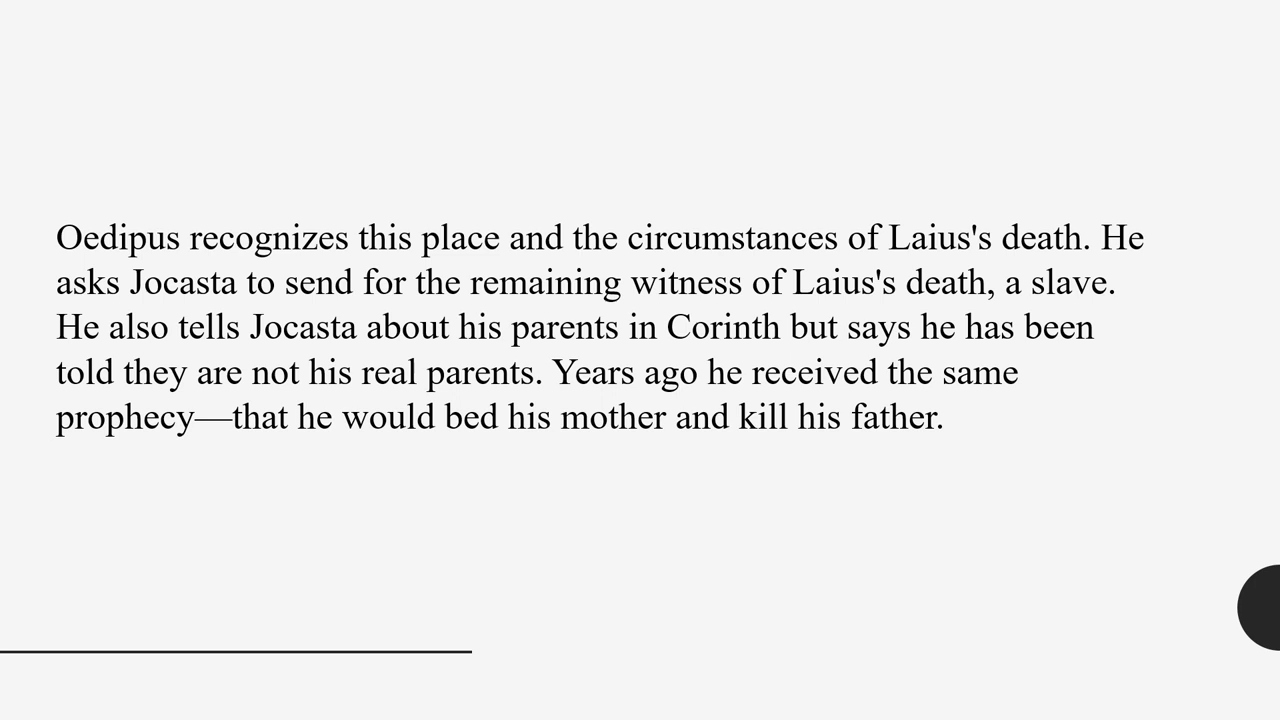 Oedipus recognizes this place and the circumstances of Laius's death. He
asks Jocasta to send for the remaining witness of Laius's death, a slave.
He also tells Jocasta about his parents in Corinth but says he has been
told they are not his real parents. Years ago he received the same
prophecy—that he would bed his mother and kill his father.